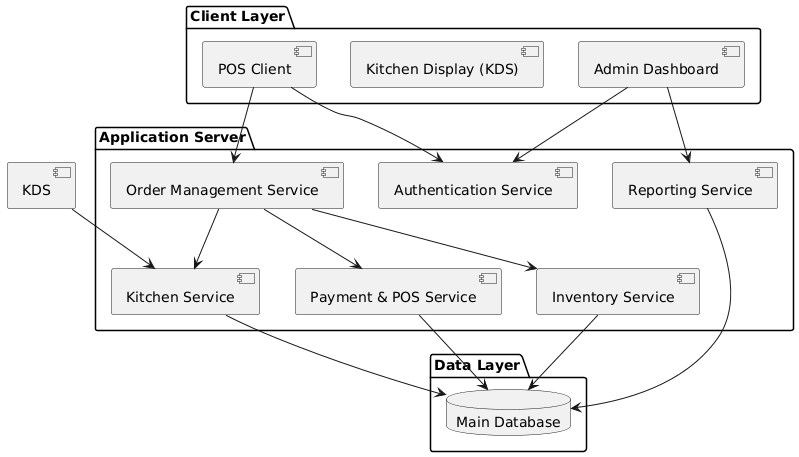 Client Layer
POS Client
Kitchen Display (KDS)
Admin Dashboard
Application Server
KDS
Order Management Service
Authentication Service
Reporting Service
Kitchen Service
Payment & POS Service
Inventory Service
Data Layer
Main Database